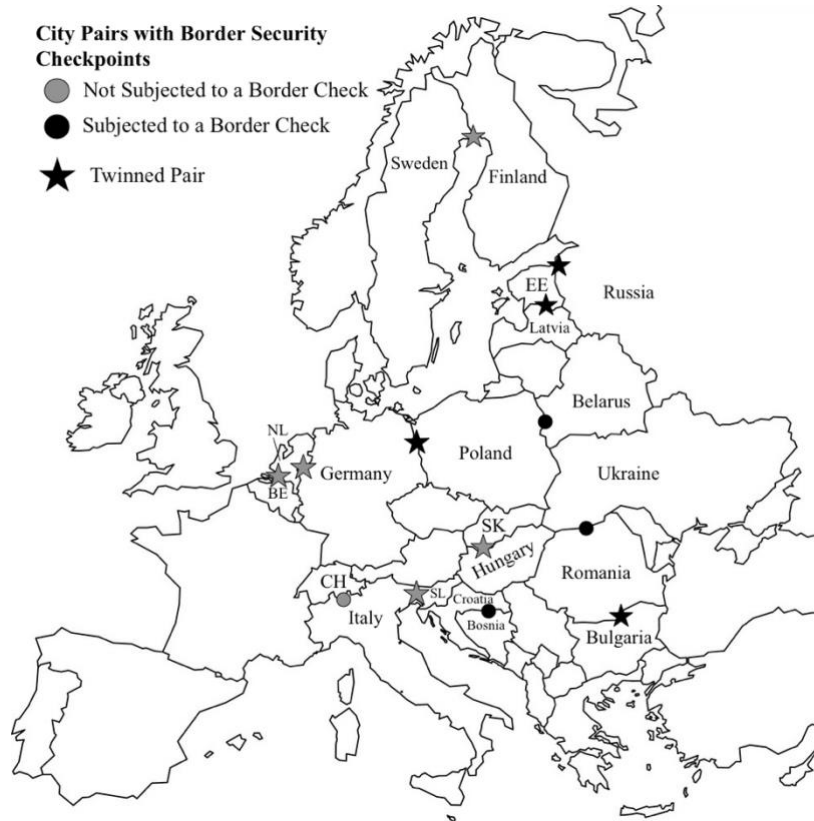 City Pairs with Border Security
Checkpoints
Not Subjected to a Border Check
Subjected to a Border Check
Twinned Pair
Sweden
Finland
EE
Russia
Latvia
Belarus
NL
Germany
Poland
Ukraine
BE
SK
Hungary
CH
SL
Italy
Croatia
Romania
Bosnia
Bulgaria